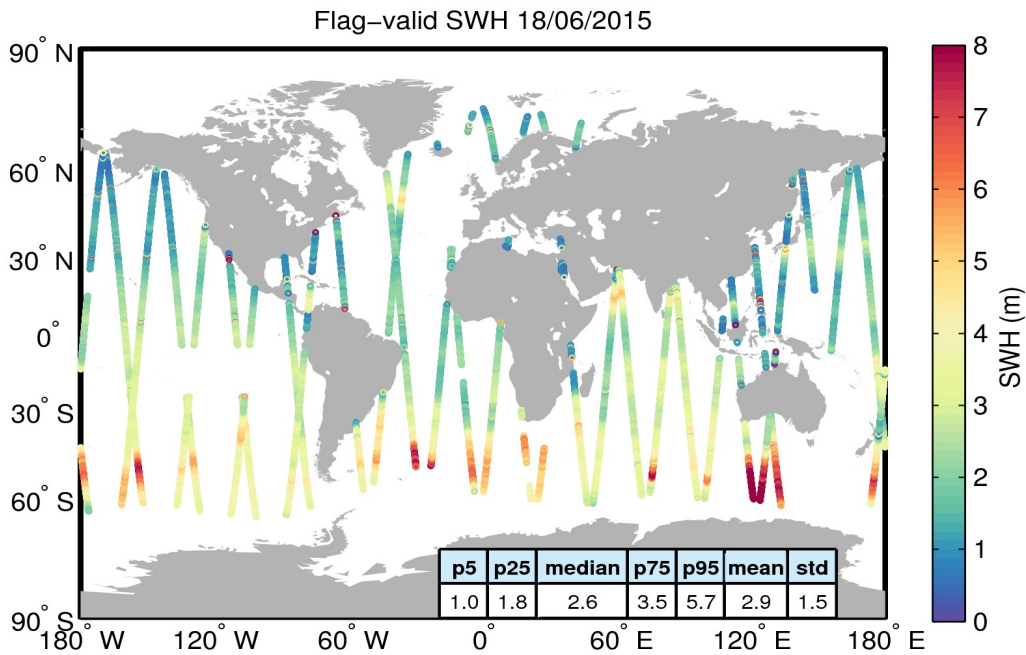 Flag−valid SWH 18/06/2015
90° N
60° N
30° N
0°
30° S
60° S
90° S
180° W
120° W
60° W
0°
60° E
120° E
180° E
p5 p25 median p75 p95 mean std
1.0 1.8 2.6 3.5 5.7 2.9 1.5
8
7
6
5
4
3
2
1
0
SWH (m)